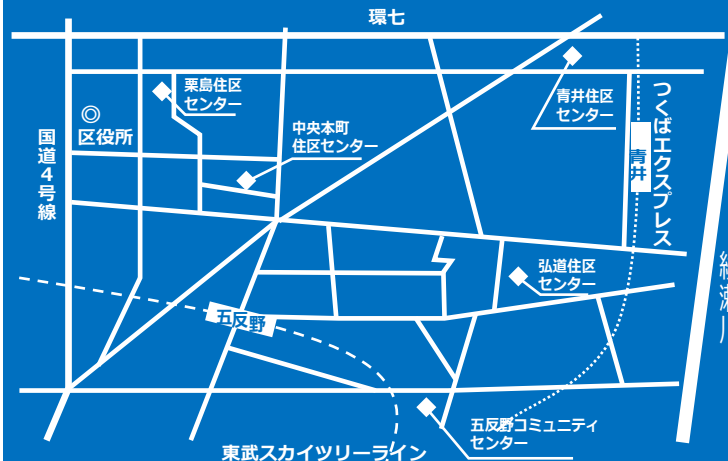 環七
栗島住区
センター
青井住区
センター
◎
区役所
中央本町
住区センター
国道4号線
つくばエクスプレス
青井
弘道住区
センター
綾瀬川
五反野
五反野コミュニティ
センター
東武スカイツリーライン